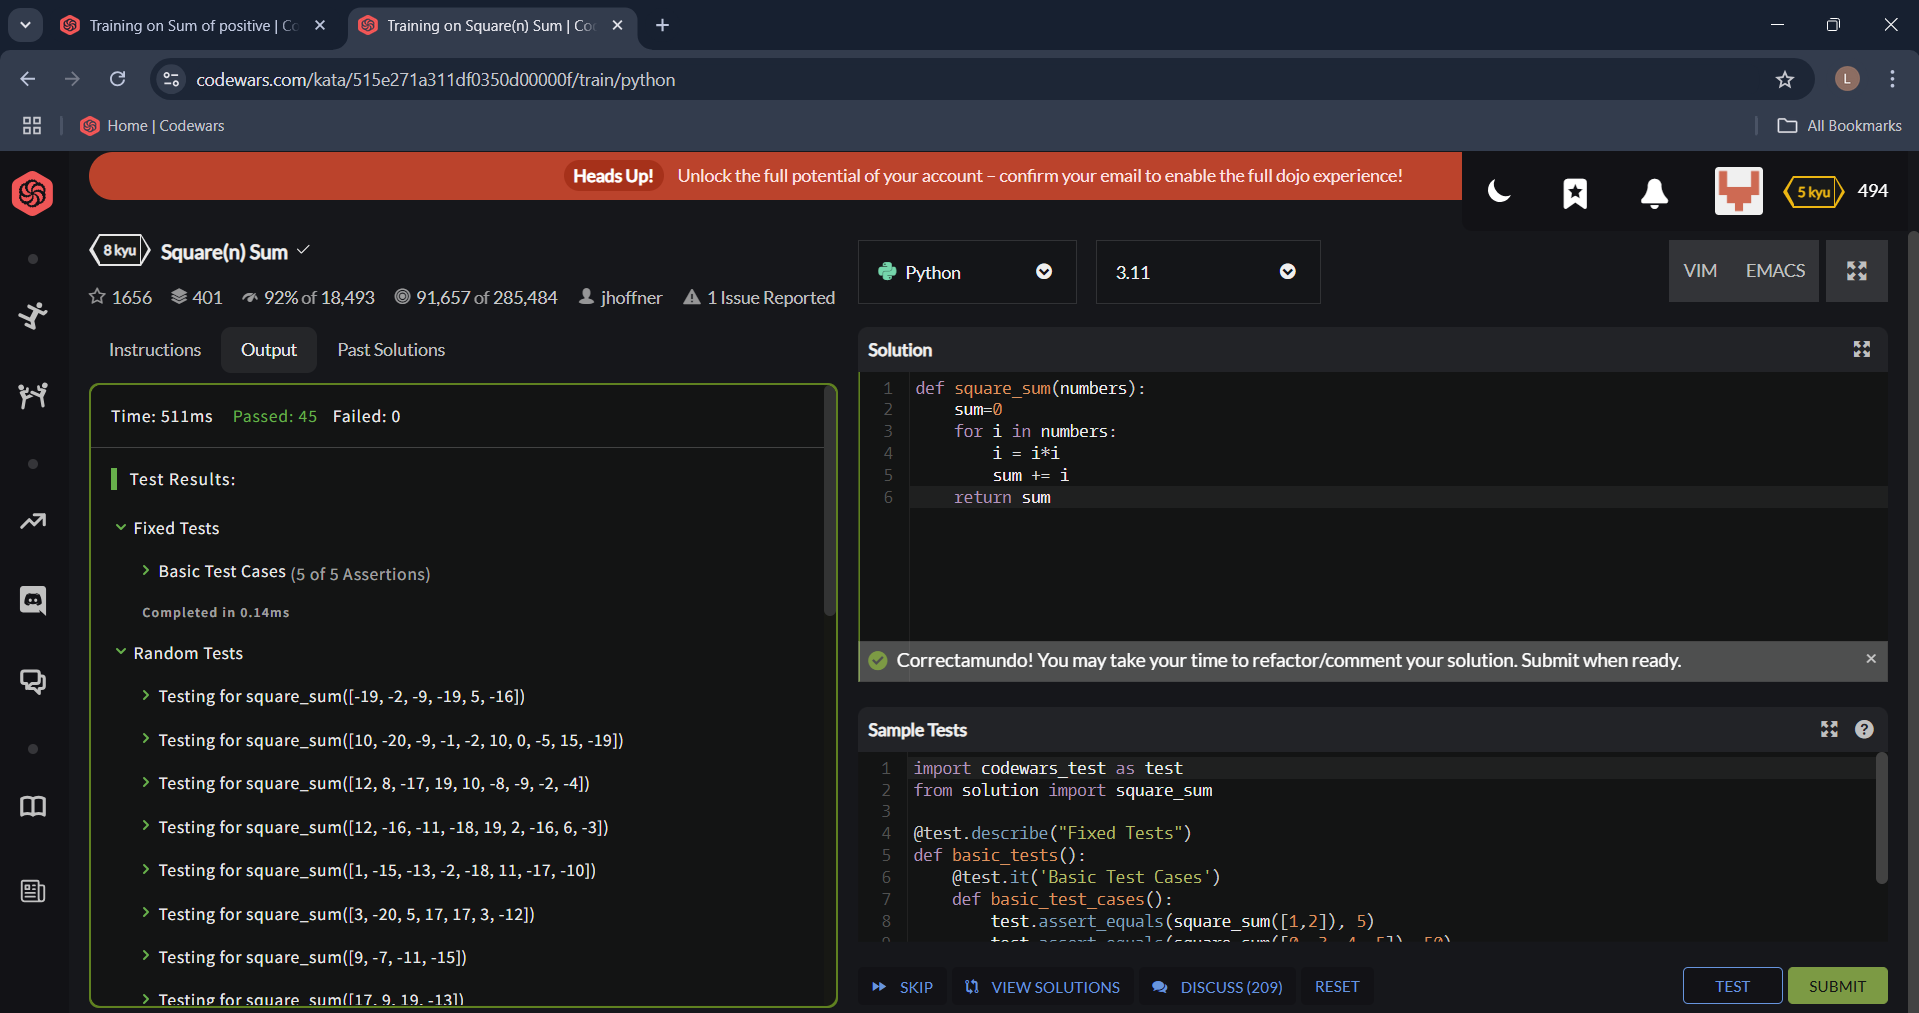 Training on Sum of positive | Co
Training on Square(n) Sum | Co
codewars.com/kata/515e271a311df0350d00000f/train/python
L
Home | Codewars
All Bookmarks
Heads Up! Unlock the full potential of your account – confirm your email to enable the full dojo experience!
5 kyu 494
8 kyu Square(n) Sum
1656 401 92% of 18,493 91,657 of 285,484 jhoffner 1 Issue Reported
Python
3.11
VIM EMACS
Instructions Output Past Solutions
Time: 511ms Passed: 45 Failed: 0
Test Results:
Fixed Tests
Basic Test Cases (5 of 5 Assertions)
Completed in 0.14ms
Random Tests
Testing for square_sum([-19, -2, -9, -19, 5, -16])
Testing for square_sum([10, -20, -9, -1, -2, 10, 0, -5, 15, -19])
Testing for square_sum([12, 8, -17, 19, 10, -8, -9, -2, -4])
Testing for square_sum([12, -16, -11, -18, 19, 2, -16, 6, -3])
Testing for square_sum([1, -15, -13, -2, -18, 11, -17, -10])
Testing for square_sum([3, -20, 5, 17, 17, 3, -12])
Testing for square_sum([9, -7, -11, -15])
Testing for square_sum([17, 9, 19, -13])
Solution
1 def square_sum(numbers):
2 sum=0
3 for i in numbers:
4 i = i*i
5 sum += i
6 return sum
Correctamundo! You may take your time to refactor/comment your solution. Submit when ready.
Sample Tests
1 import codewars_test as test
2 from solution import square_sum
3
4 @test.describe("Fixed Tests")
5 def basic_tests():
6 @test.it('Basic Test Cases')
7 def basic_test_cases():
8 test.assert_equals(square_sum([1,2]), 5)
9 test.assert_equals(square_sum([0, 3, 4, 5]), 50)
SKIP VIEW SOLUTIONS DISCUSS (209) RESET
TEST SUBMIT